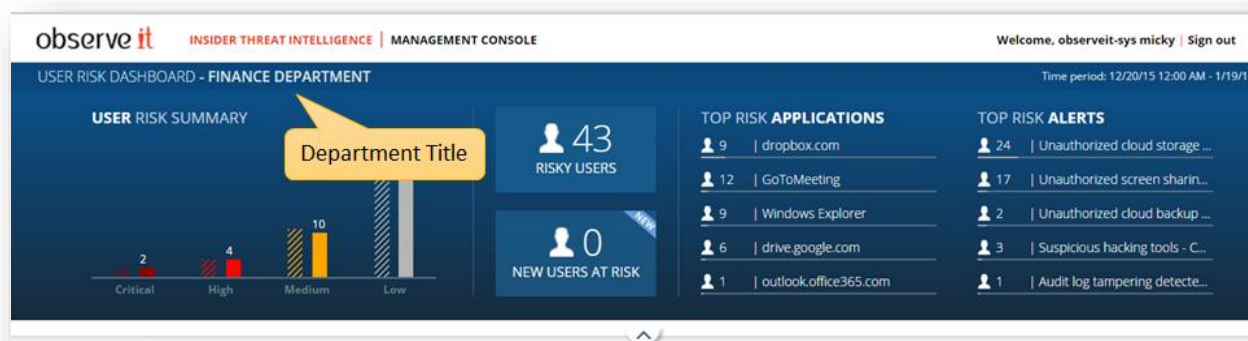 observe it INSIDER THREAT INTELLIGENCE | MANAGEMENT CONSOLE Welcome, observeit-sys micky | Sign out
USER RISK DASHBOARD - FINANCE DEPARTMENT Time period: 12/20/15 12:00 AM - 1/19/1
USER RISK SUMMARY
Department Title
2
4
10
Critical High Medium Low
43
RISKY USERS
NEW
0
NEW USERS AT RISK
TOP RISK APPLICATIONS
9 | dropbox.com
12 | GoToMeeting
9 | Windows Explorer
6 | drive.google.com
1 | outlook.office365.com
TOP RISK ALERTS
24 | Unauthorized cloud storage ...
17 | Unauthorized screen sharin...
2 | Unauthorized cloud backup ...
3 | Suspicious hacking tools - C...
1 | Audit log tampering detecte...